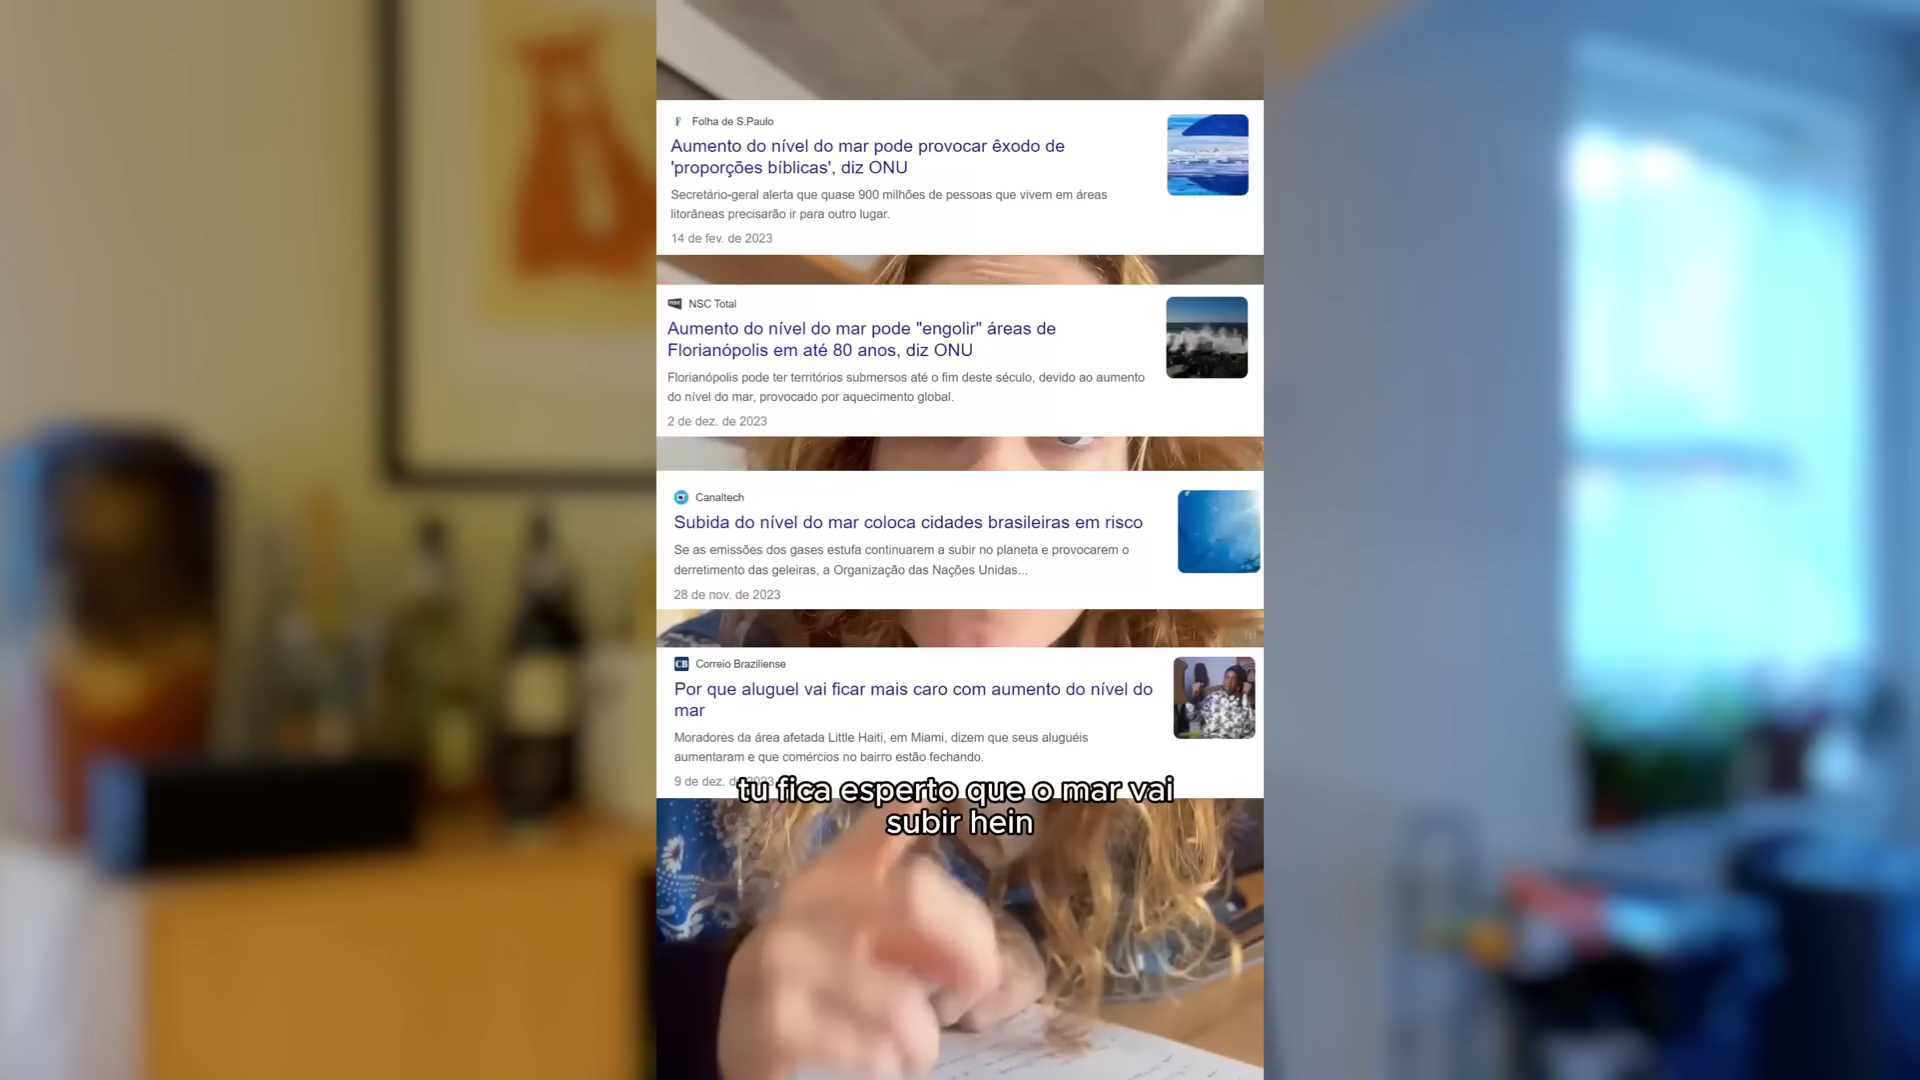 Folha de S.Paulo
Aumento do nível do mar pode provocar êxodo de
'proporções bíblicas', diz ONU
Secretário-geral alerta que quase 900 milhões de pessoas que vivem em áreas
litorâneas precisarão ir para outro lugar.
14 de fev. de 2023
NSC Total
Aumento do nível do mar pode "engolir" áreas de
Florianópolis em até 80 anos, diz ONU
Florianópolis pode ter territórios submersos até o fim deste século, devido ao aumento
do nível do mar, provocado por aquecimento global.
2 de dez. de 2023
Canaltech
Subida do nível do mar coloca cidades brasileiras em risco
Se as emissões dos gases estufa continuarem a subir no planeta e provocarem o
derretimento das geleiras, a Organização das Nações Unidas...
28 de nov. de 2023
CB Correio Braziliense
Por que aluguel vai ficar mais caro com aumento do nível do
mar
Moradores da área afetada Little Haiti, em Miami, dizem que seus aluguéis
aumentaram e que comércios no bairro estão fechando.
9 de dez. de 2023
tu fica esperto que o mar vai
subir hein